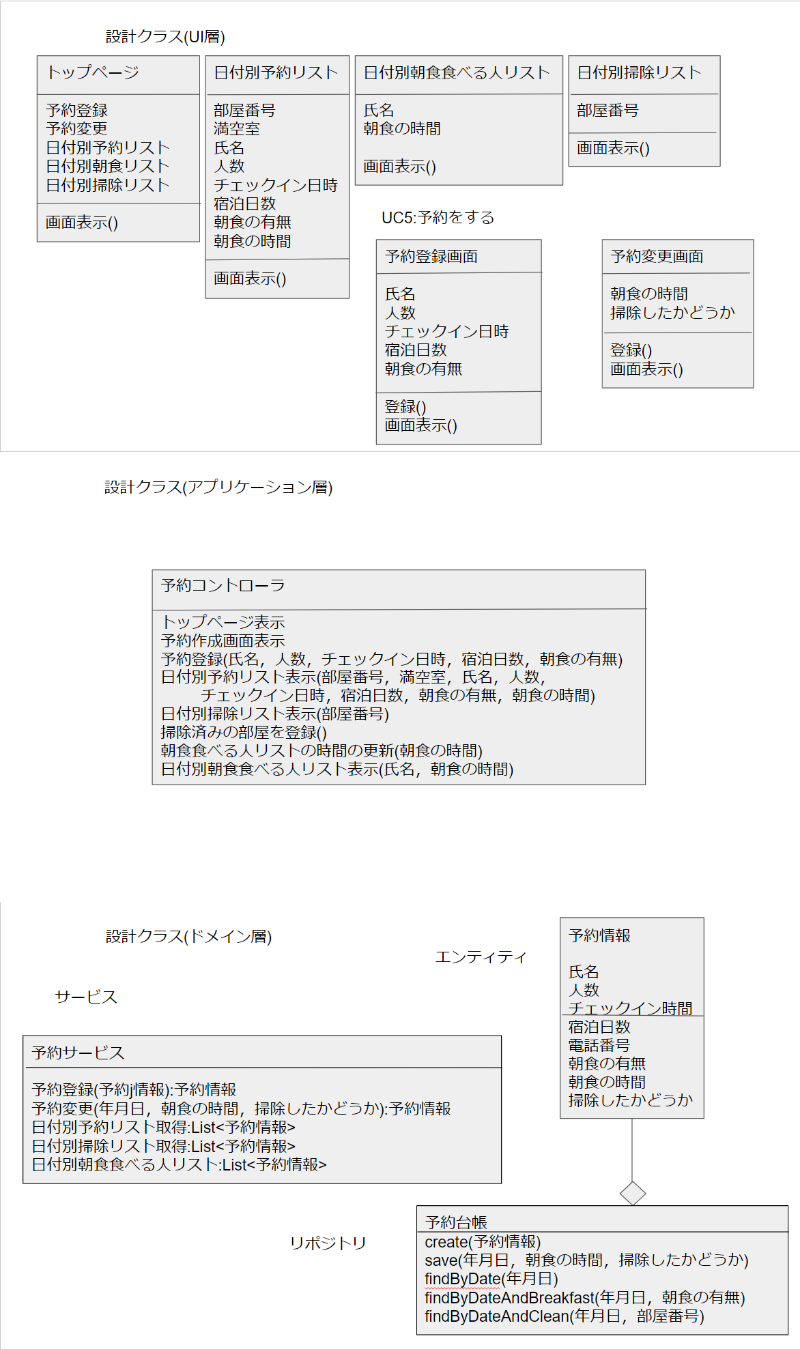 設計クラス(UI層)
トップページ
予約登録
予約変更
日付別予約リスト
日付別朝食リスト
日付別掃除リスト
画面表示()
日付別予約リスト
部屋番号
満空室
氏名
人数
チェックイン日時
宿泊日数
朝食の有無
朝食の時間
画面表示()
日付別朝食食べる人リスト
氏名
朝食の時間
画面表示()
日付別掃除リスト
部屋番号
画面表示()
UC5:予約をする
予約登録画面
氏名
人数
チェックイン日時
宿泊日数
朝食の有無
登録()
画面表示()
予約変更画面
朝食の時間
掃除したかどうか
登録()
画面表示()
設計クラス(アプリケーション層)
予約コントローラ
トップページ表示
予約作成画面表示
予約登録(氏名，人数，チェックイン日時，宿泊日数，朝食の有無)
日付別予約リスト表示(部屋番号，満空室，氏名，人数，
チェックイン日時，宿泊日数，朝食の有無，朝食の時間)
日付別掃除リスト表示(部屋番号)
掃除済みの部屋を登録()
朝食食べる人リストの時間の更新(朝食の時間)
日付別朝食食べる人リスト表示(氏名，朝食の時間)
設計クラス(ドメイン層)
エンティティ
予約情報
氏名
人数
チェックイン時間
宿泊日数
電話番号
朝食の有無
朝食の時間
掃除したかどうか
サービス
予約サービス
予約登録(予約j情報):予約情報
予約変更(年月日，朝食の時間，掃除したかどうか):予約情報
日付別予約リスト取得:List<予約情報>
日付別掃除リスト取得:List<予約情報>
日付別朝食食べる人リスト:List<予約情報>
リポジトリ
予約台帳
create(予約情報)
save(年月日，朝食の時間，掃除したかどうか)
findByDate(年月日)
findByDateAndBreakfast(年月日，朝食の有無)
findByDateAndClean(年月日，部屋番号)